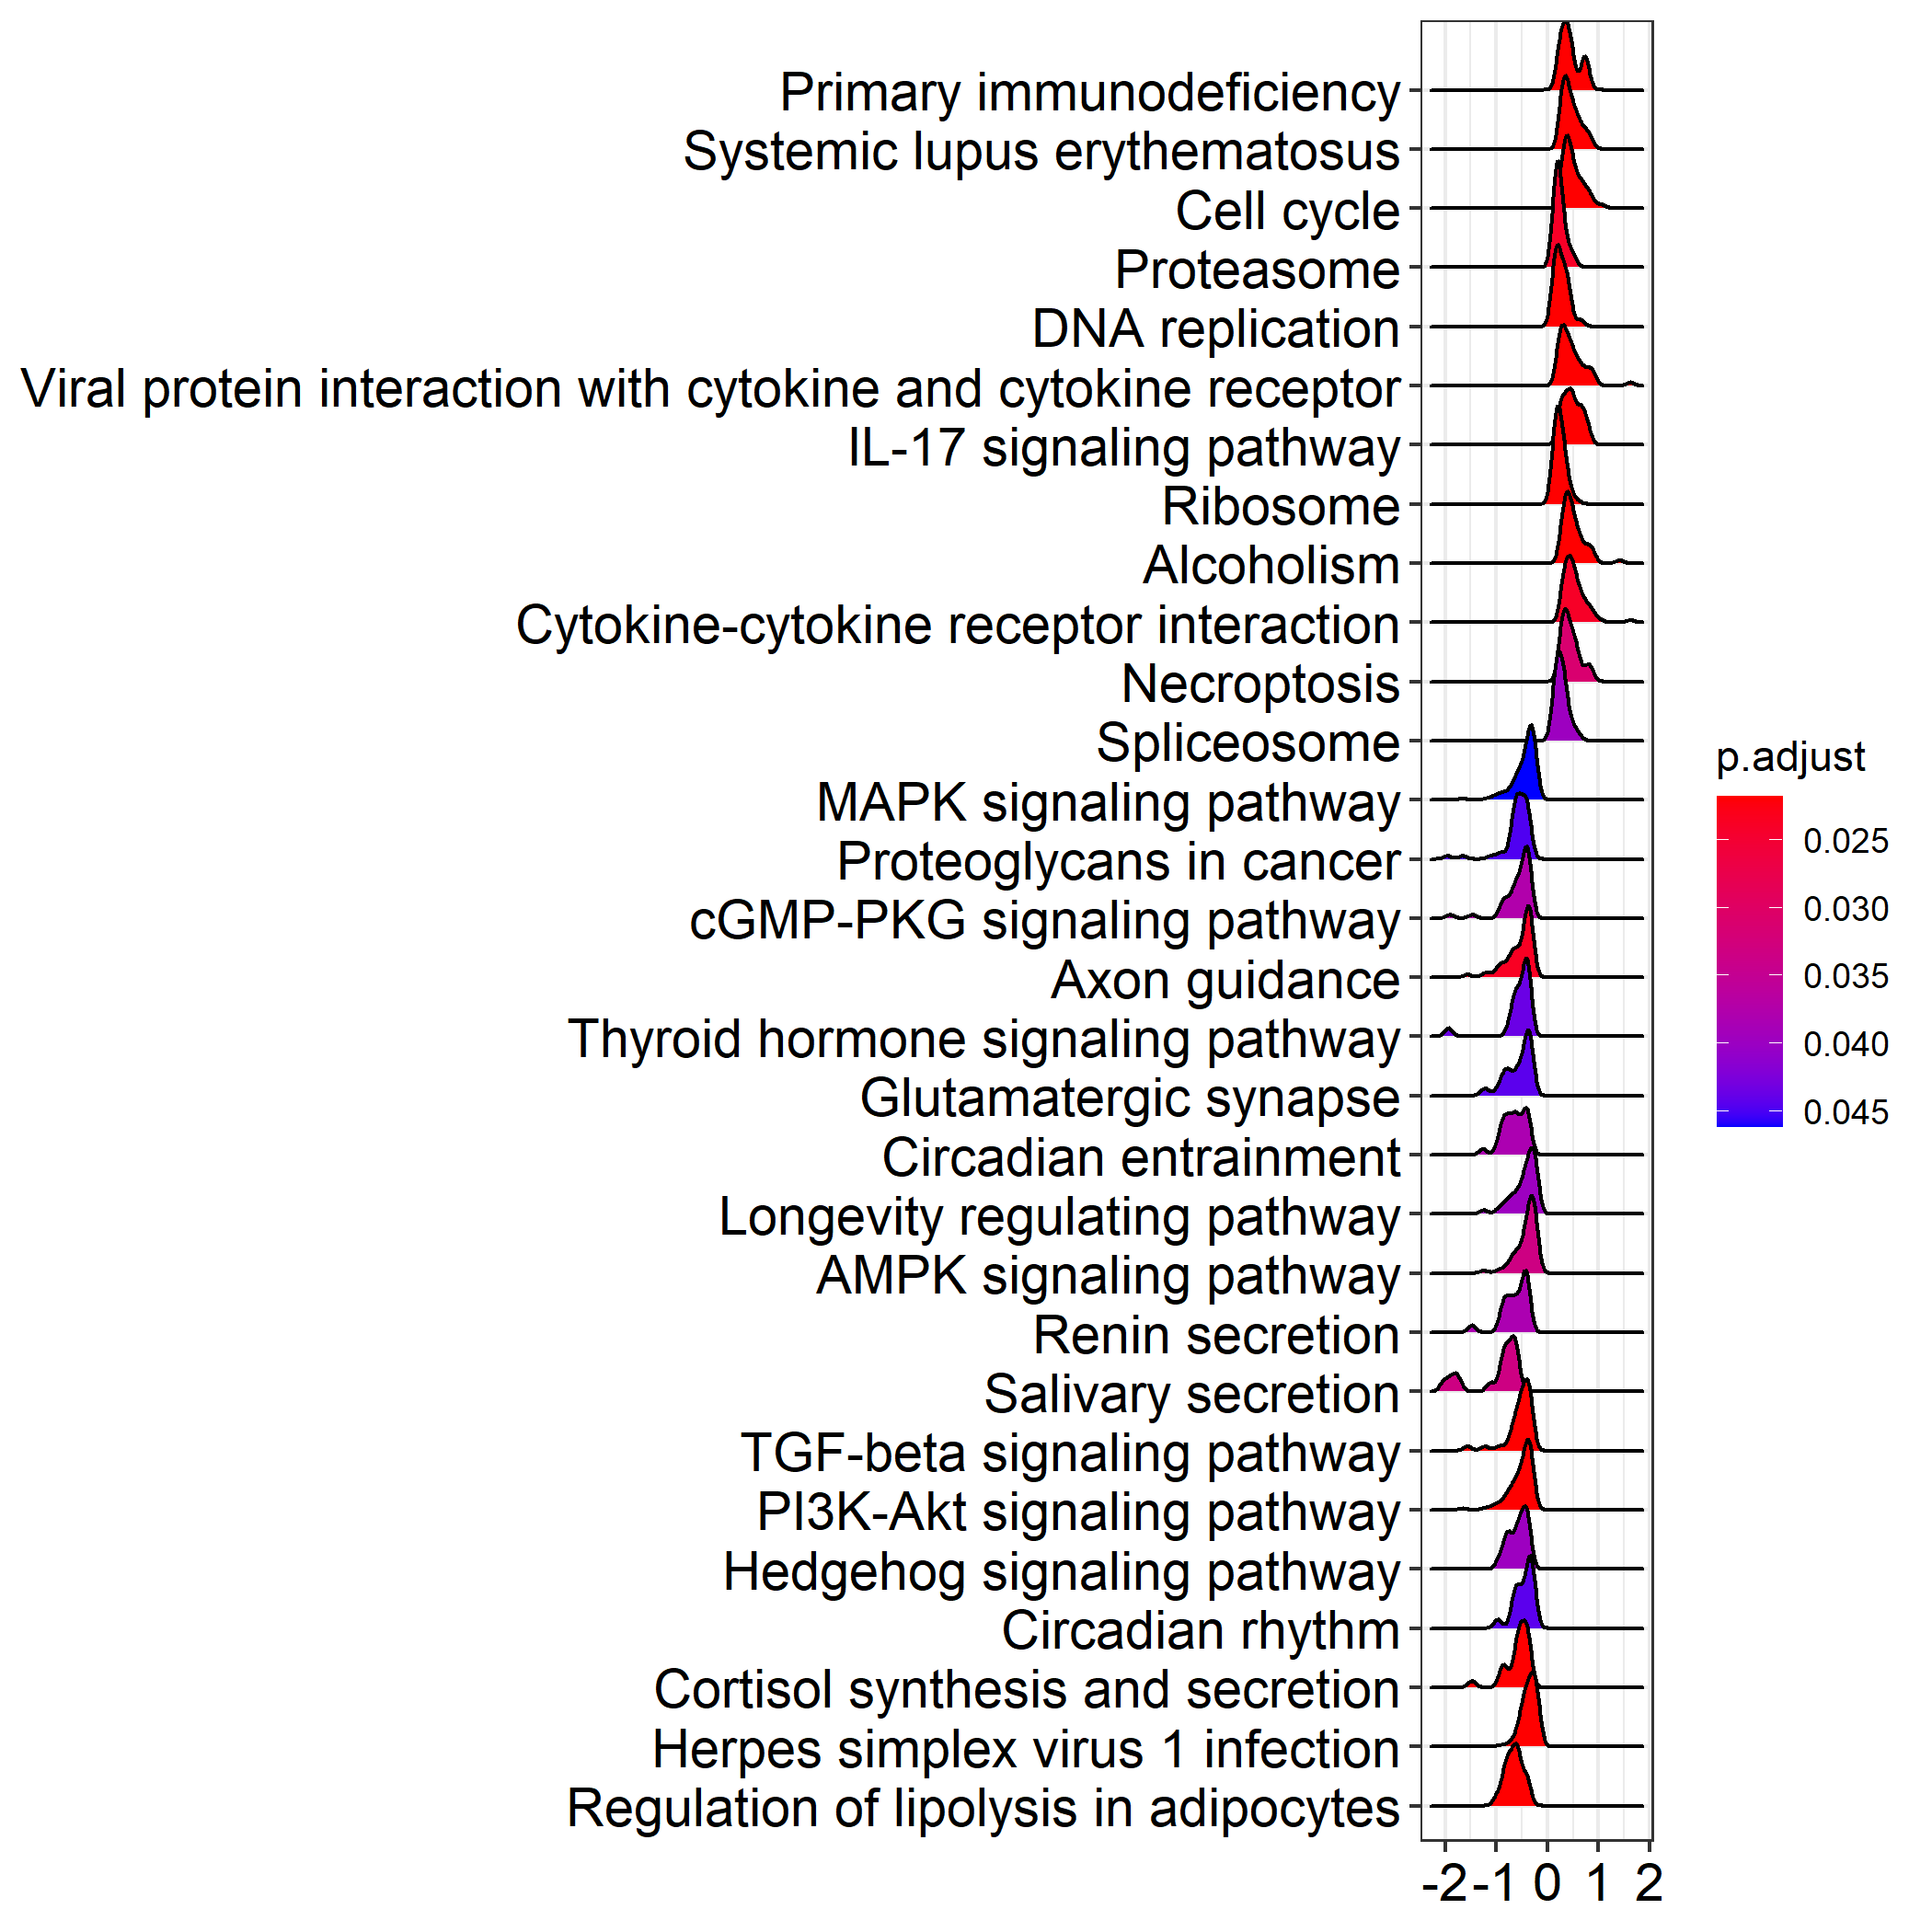 Primary immunodeficiency
Systemic lupus erythematosus
Cell cycle
Proteasome
DNA replication
Viral protein interaction with cytokine and cytokine receptor
IL-17 signaling pathway
Ribosome
Alcoholism
Cytokine-cytokine receptor interaction
Necroptosis
Spliceosome
MAPK signaling pathway
Proteoglycans in cancer
cGMP-PKG signaling pathway
Axon guidance
Thyroid hormone signaling pathway
Glutamatergic synapse
Circadian entrainment
Longevity regulating pathway
AMPK signaling pathway
Renin secretion
Salivary secretion
TGF-beta signaling pathway
PI3K-Akt signaling pathway
Hedgehog signaling pathway
Circadian rhythm
Cortisol synthesis and secretion
Herpes simplex virus 1 infection
Regulation of lipolysis in adipocytes
-2 -1 0 1 2
p.adjust
0.025
0.030
0.035
0.040
0.045